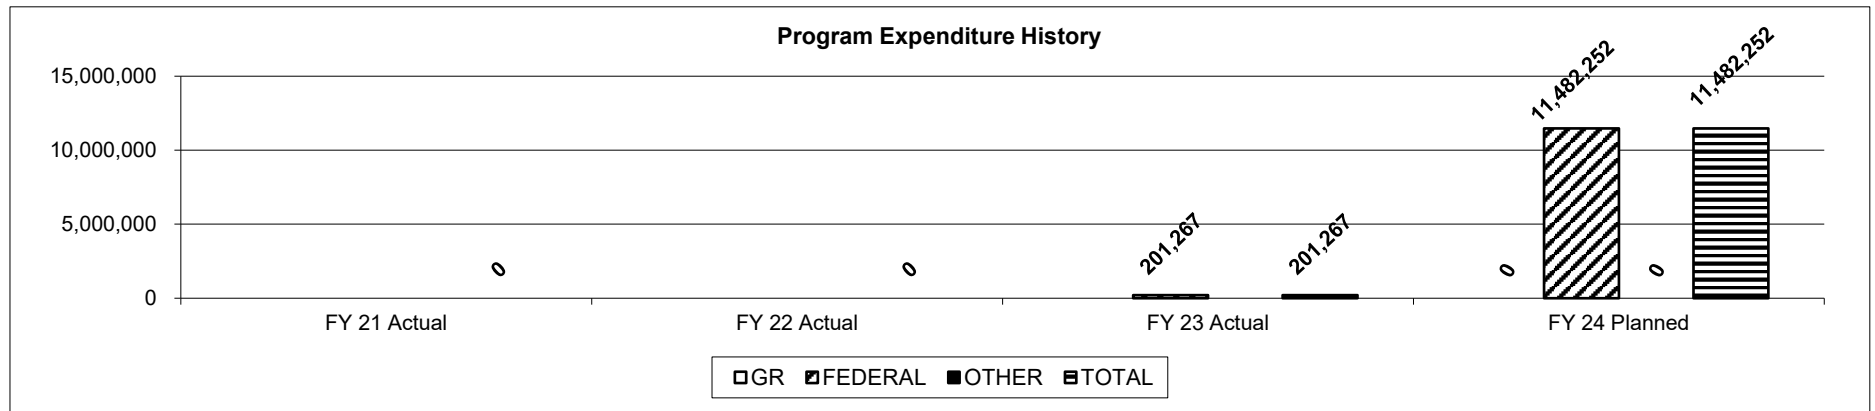 Program Expenditure History
15,000,000
10,000,000
5,000,000
0
0
0
201,267
201,267
0
11,482,252
0
11,482,252
FY 21 Actual
FY 22 Actual
FY 23 Actual
FY 24 Planned
GR FEDERAL OTHER TOTAL